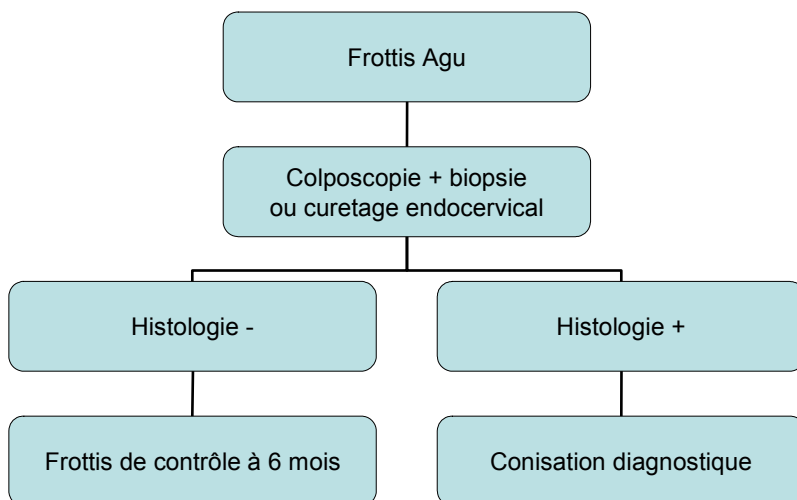 Frottis Agu
Colposcopie + biopsie
ou curetage endocervical
Histologie -
Histologie +
Frottis de contrôle à 6 mois
Conisation diagnostique